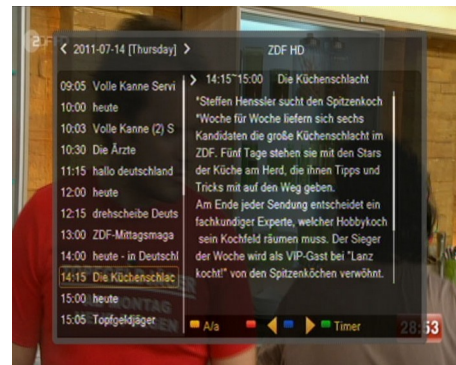 2011-07-14 [Thursday]
ZDF HD
09:05 Volle Kanne Servi
10:00 heute
10:03 Volle Kanne (2) S
10:30 Die Ärzte
11:15 hallo deutschland
12:00 heute
12:15 drehscheibe Deuts
13:00 ZDF-Mittagsmaga
14:00 heute - in Deutschl
14:15 Die Küchenschlac
15:00 heute
15:05 Topfgeldjäger
14:15~15:00 Die Küchenschlacht
"Steffen Henssler sucht den Spitzenkoch
"Woche für Woche liefern sich sechs
Kandidaten die große Küchenschlacht im
ZDF. Fünf Tage stehen sie mit den Stars
der Küche am Herd, die ihnen Tipps und
Tricks mit auf den Weg geben.
Am Ende jeder Sendung entscheidet ein
fachkundiger Experte, welcher Hobbykoch
sein Kochfeld räumen muss. Der Sieger
der Woche wird als VIP-Gast bei "Lanz
kocht!" von den Spitzenköchen verwöhnt.
A/a
Timer
28:53
MONTAG